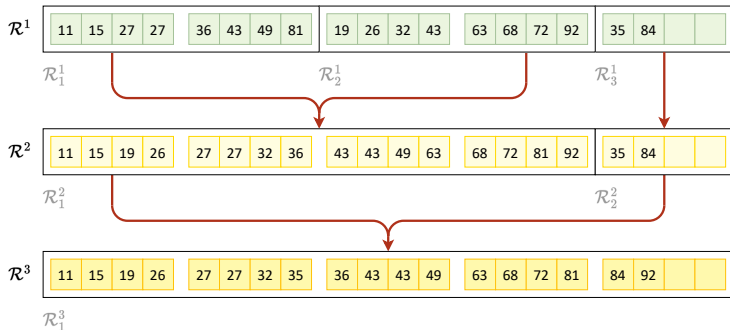 R¹ 11 15 27 27 36 43 49 81 19 26 32 43 63 68 72 92 35 84
R₁¹ R₂¹ R₃¹
R² 11 15 19 26 27 27 32 36 43 43 49 63 68 72 81 92 35 84
R₁² R₂²
R³ 11 15 19 26 27 27 32 35 36 43 43 49 63 68 72 81 84 92
R₁³